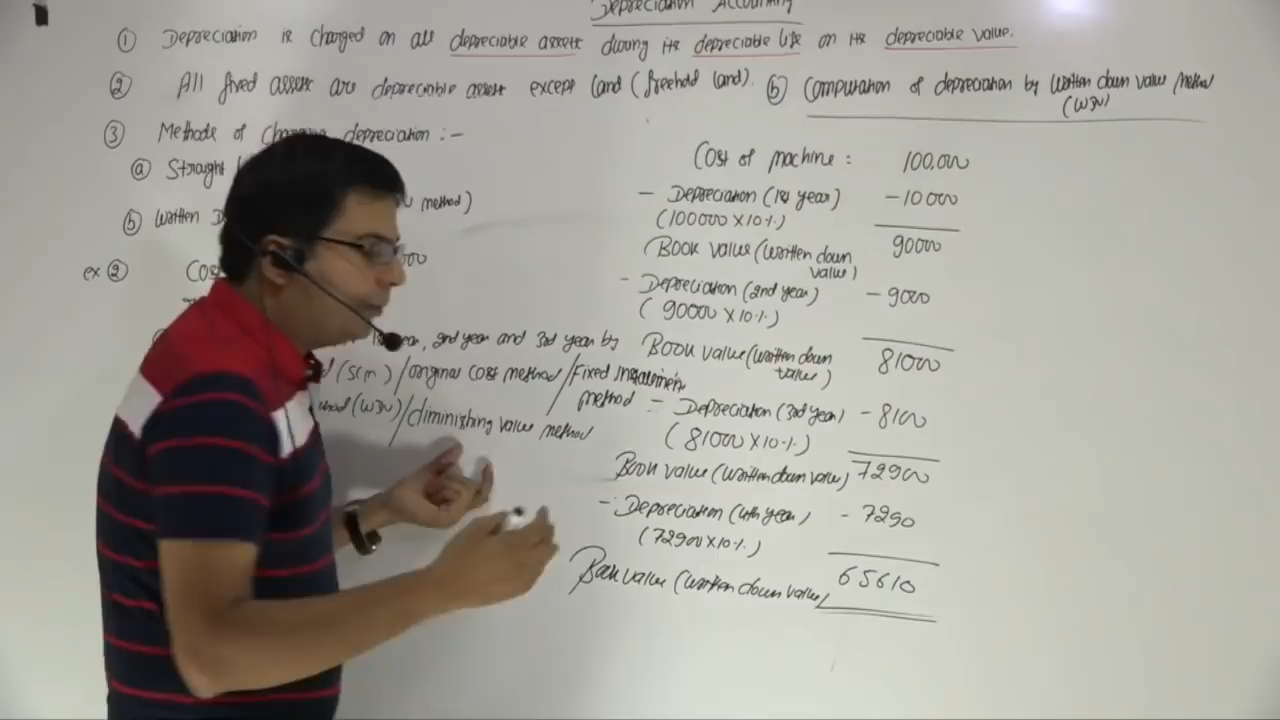 Depreciation Accounting
① Depreciation is charged on all depreciable assets during its depreciable life on its depreciable value.
② All fixed assets are depreciable assets except land (freehold land).
③ Methods of charging depreciation :-
ⓐ Straight
ⓑ Written D
method)
ex ② Cost
000
year, 2nd year and 3rd year by
(SLM) / original cost method / Fixed Instalment method
(WDV) / diminishing value method
ⓑ Computation of depreciation by Written down value method
(WDV)
Cost of machine : 100,000
- Depreciation (1st year) -10000
(100000 X 10%)
Book value (Written down value) 90000
- Depreciation (2nd year) - 9000
(90000 X 10%)
Book value (Written down value) 81000
- Depreciation (3rd year) - 8100
(81000 X 10%)
Book value (Written down value) 72900
- Depreciation (4th year) - 7290
(72900 X 10%)
Book value (Written down value) 65610